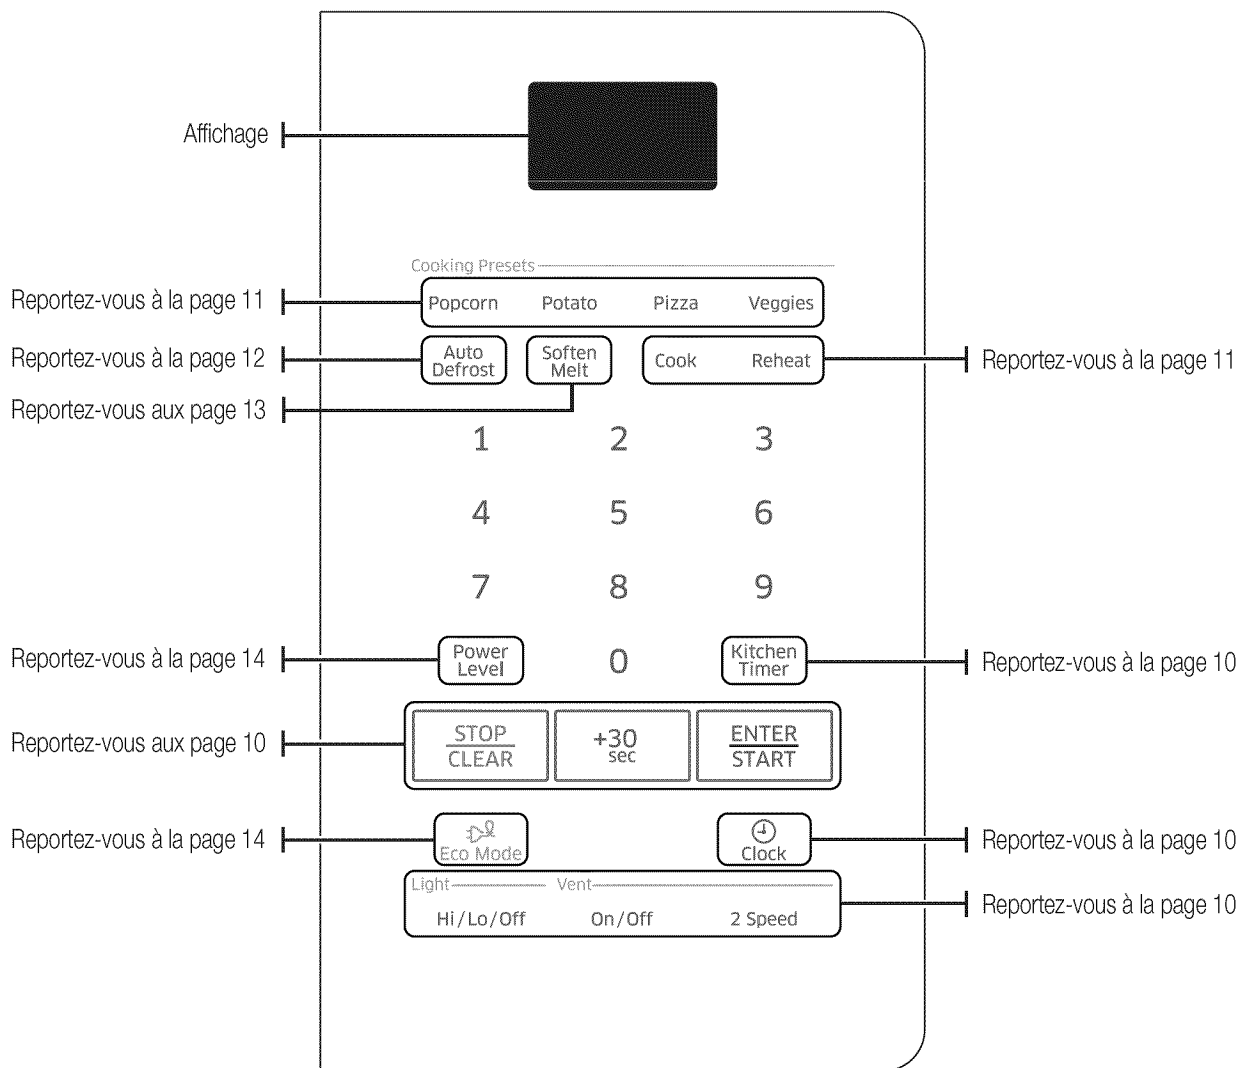 Affichage
Cooking Presets
Reportez-vous à la page 11
Popcorn Potato Pizza Veggies
Reportez-vous à la page 12
Auto
Defrost
Soften
Melt
Cook Reheat
Reportez-vous à la page 11
Reportez-vous aux page 13
1 2 3
4 5 6
7 8 9
Reportez-vous à la page 14
Power
Level
0
Kitchen
Timer
Reportez-vous à la page 10
Reportez-vous aux page 10
STOP
CLEAR
+30
sec
ENTER
START
Reportez-vous à la page 14
Eco Mode
Clock
Reportez-vous à la page 10
Light Vent
Hi/Lo/Off On/Off 2 Speed
Reportez-vous à la page 10